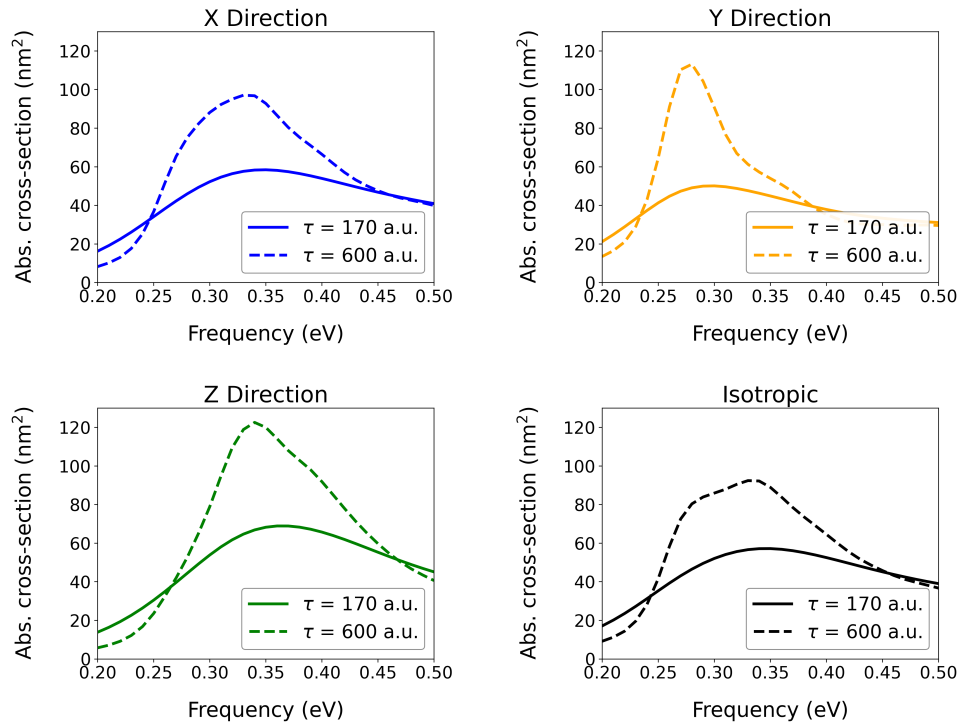 X Direction
Abs. cross-section (nm²)
120
100
80
60
40
20
0
τ = 170 a.u.
τ = 600 a.u.
0.20 0.25 0.30 0.35 0.40 0.45 0.50
Frequency (eV)
Y Direction
Abs. cross-section (nm²)
120
100
80
60
40
20
0
τ = 170 a.u.
τ = 600 a.u.
0.20 0.25 0.30 0.35 0.40 0.45 0.50
Frequency (eV)
Z Direction
Abs. cross-section (nm²)
120
100
80
60
40
20
0
τ = 170 a.u.
τ = 600 a.u.
0.20 0.25 0.30 0.35 0.40 0.45 0.50
Frequency (eV)
Isotropic
Abs. cross-section (nm²)
120
100
80
60
40
20
0
τ = 170 a.u.
τ = 600 a.u.
0.20 0.25 0.30 0.35 0.40 0.45 0.50
Frequency (eV)